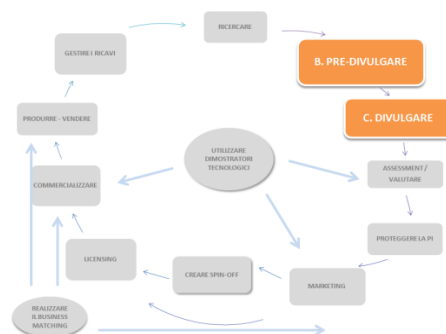 RICERCARE
B. PRE-DIVULGARE
C. DIVULGARE
ASSESSMENT /
VALUTARE
PROTEGGERE LA PI
MARKETING
CREARE SPIN-OFF
LICENSING
COMMERCIALIZZARE
PRODURRE - VENDERE
GESTIRE I RICAVI
UTILIZZARE
DIMOSTRATORI
TECNOLOGICI
REALIZZARE
IL BUSINESS
MATCHING